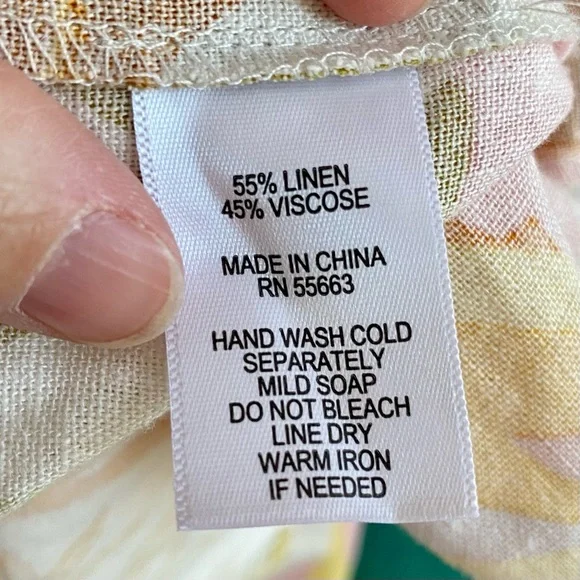 55% LINEN
45% VISCOSE
MADE IN CHINA
RN 55663
HAND WASH COLD
SEPARATELY
MILD SOAP
DO NOT BLEACH
LINE DRY
WARM IRON
IF NEEDED